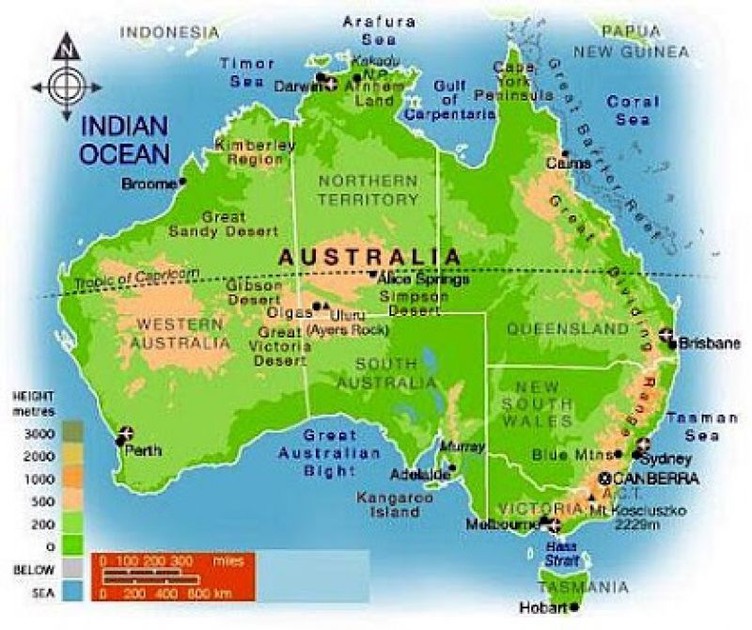 INDONESIA
Arafura
Sea
PAPUA
NEW GUINEA
N
Timor
Sea
Kakadu
N.P.
Darwin
Arnhem
Land
Gulf
of
Carpentaria
Cape
York
Peninsula
Great Barrier Reef
Coral
Sea
INDIAN
OCEAN
Kimberley
Region
Cairns
Broome
NORTHERN
TERRITORY
Great
Sandy Desert
Great Dividing Range
AUSTRALIA
Tropic of Capricorn
Alice Springs
Gibson
Desert
Simpson
Desert
Olgas
Uluru
(Ayers Rock)
WESTERN
AUSTRALIA
Great
Victoria
Desert
QUEENSLAND
Brisbane
SOUTH
AUSTRALIA
NEW
SOUTH
WALES
HEIGHT
metres
3000
2000
1000
500
200
0
BELOW
SEA
Perth
Great
Australian
Bight
Murray
Tasman
Sea
Blue Mtns
Sydney
Adelaide
CANBERRA
A.C.T.
Kangaroo
Island
VICTORIA
Mt.Kosciuszko
2229m
Melbourne
Bass
Strait
0 100 200 300 miles
0 200 400 600 km
TASMANIA
Hobart